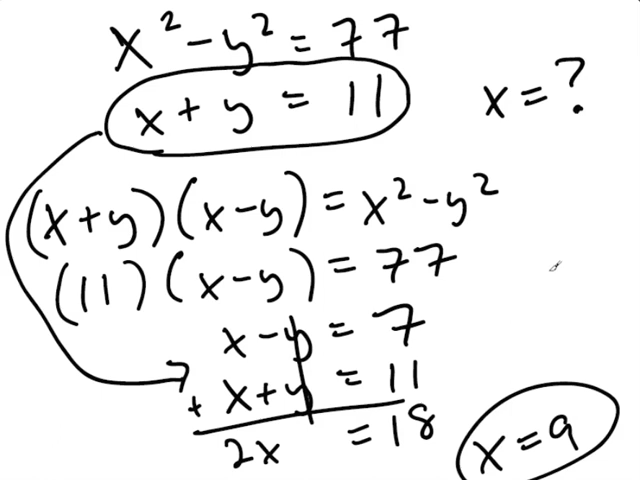 x² - y² = 77
x + y = 11
x = ?
(x + y)(x - y) = x² - y²
(11)(x - y) = 77
x - y = 7
+ x + y = 11
2x = 18
x = 9